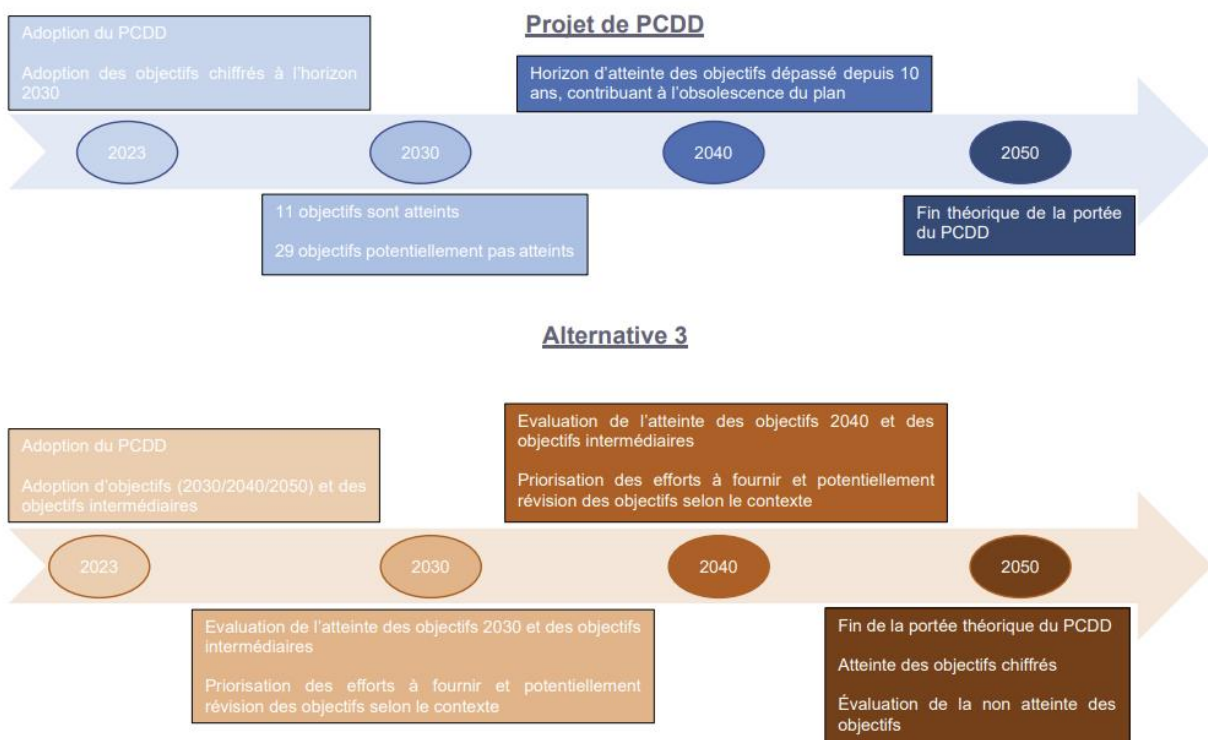 Projet de PCDD
Adoption du PCDD
Adoption des objectifs chiffrés à l'horizon
2030
Horizon d'atteinte des objectifs dépassé depuis 10
ans, contribuant à l'obsolescence du plan
2023
2030
2040
2050
11 objectifs sont atteints
29 objectifs potentiellement pas atteints
Fin théorique de la portée
du PCDD
Alternative 3
Adoption du PCDD
Adoption d'objectifs (2030/2040/2050) et des
objectifs intermédiaires
Evaluation de l'atteinte des objectifs 2040 et des
objectifs intermédiaires
Priorisation des efforts à fournir et potentiellement
révision des objectifs selon le contexte
2023
2030
2040
2050
Evaluation de l'atteinte des objectifs 2030 et des objectifs
intermédiaires
Priorisation des efforts à fournir et potentiellement
révision des objectifs selon le contexte
Fin de la portée théorique du PCDD
Atteinte des objectifs chiffrés
Évaluation de la non atteinte des
objectifs